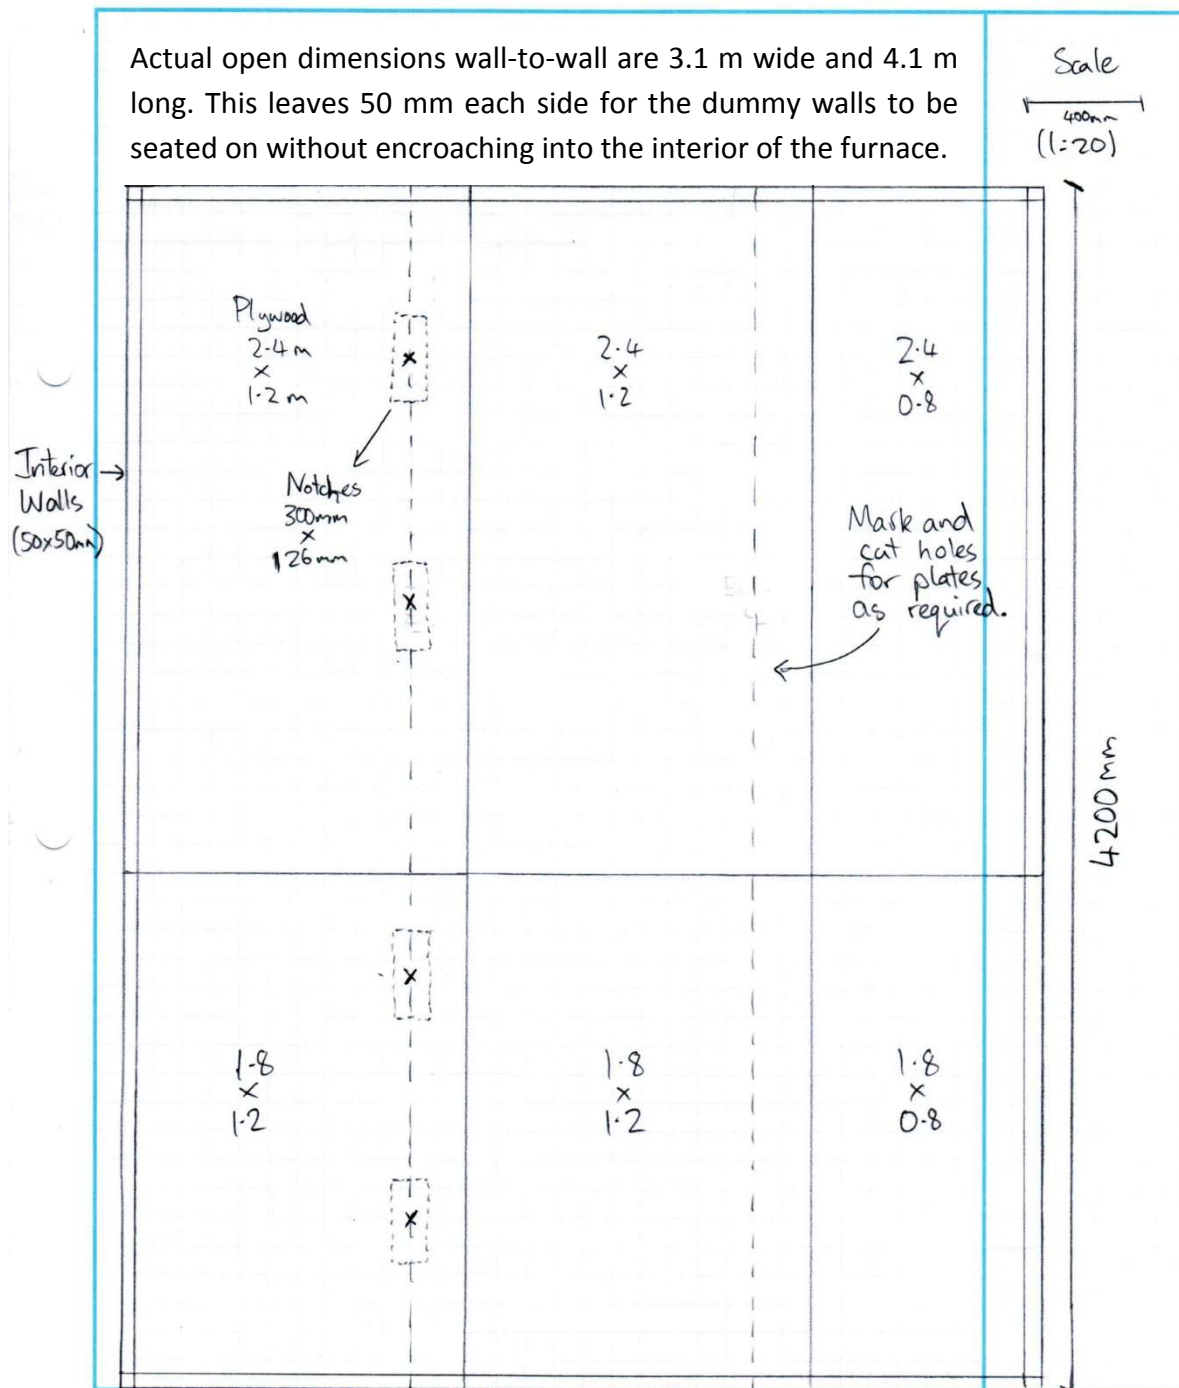 Actual open dimensions wall-to-wall are 3.1 m wide and 4.1 m
long. This leaves 50 mm each side for the dummy walls to be
seated on without encroaching into the interior of the furnace.
Scale
400mm
(1:20)
Plywood
2.4 m
x
1.2 m
2.4
x
1.2
2.4
x
0.8
Interior
Walls
(50x50mm)
Notches
300mm
x
126mm
Mark and
cut holes
for plates
as required.
4200 mm
1.8
x
1.2
1.8
x
1.2
1.8
x
0.8